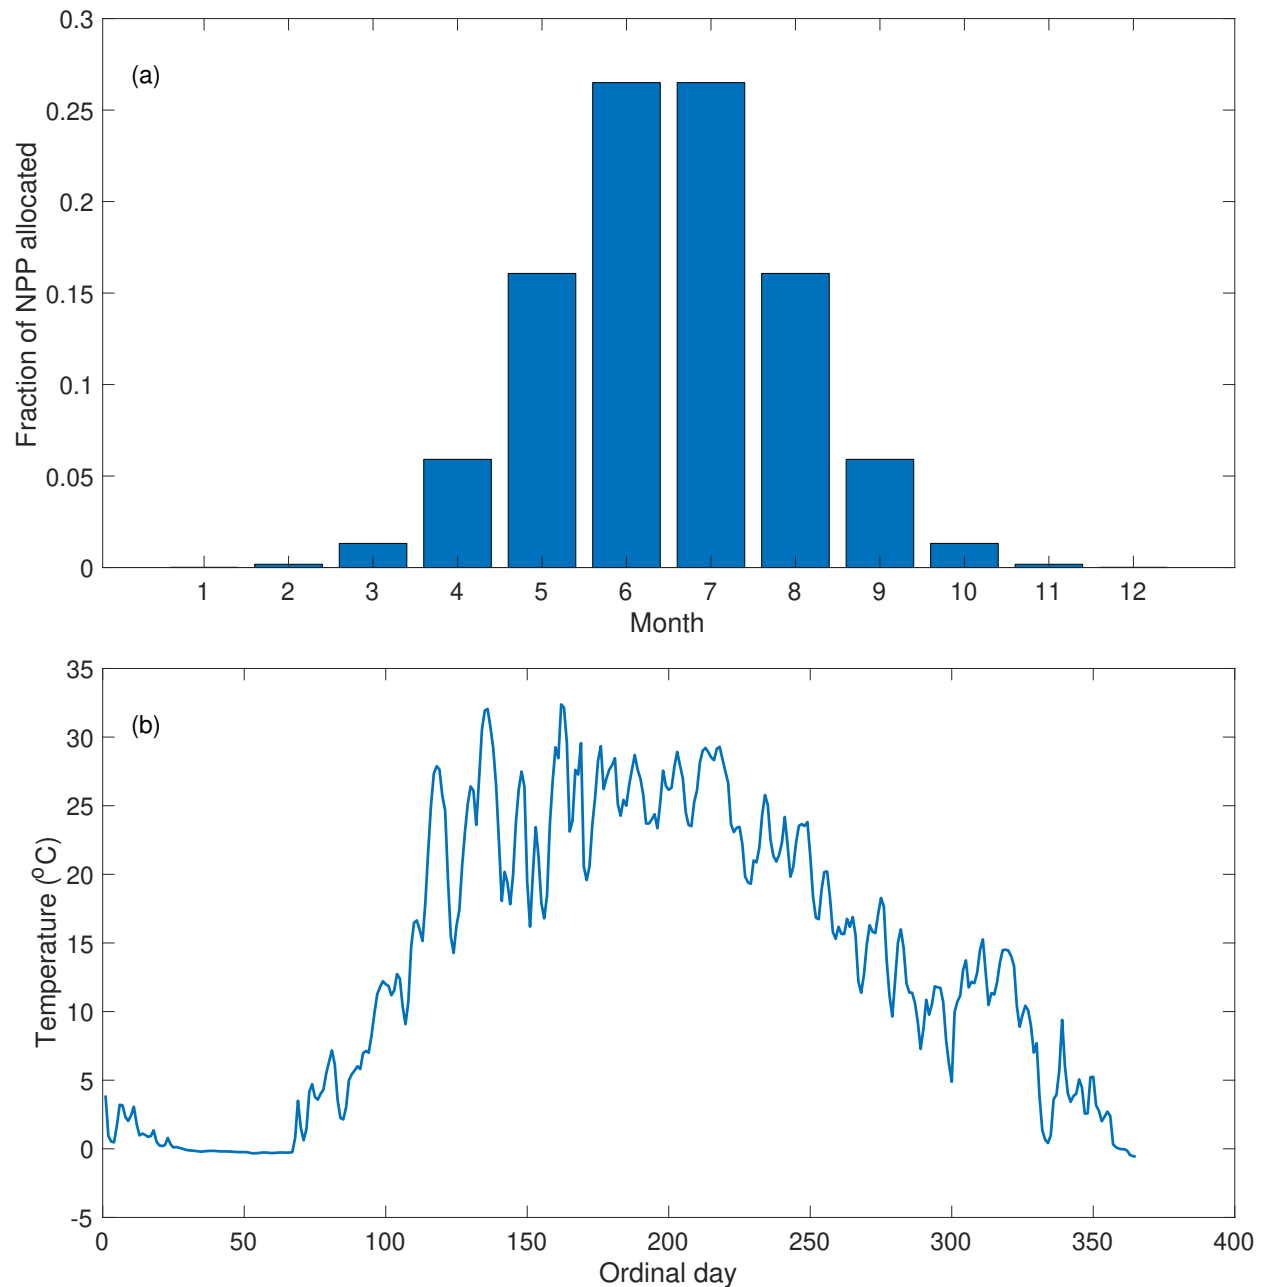 (a)
Fraction of NPP allocated
0.3
0.25
0.2
0.15
0.1
0.05
0
1 2 3 4 5 6 7 8 9 10 11 12
Month
(b)
Temperature (ºC)
35
30
25
20
15
10
5
0
-5
0 50 100 150 200 250 300 350 400
Ordinal day